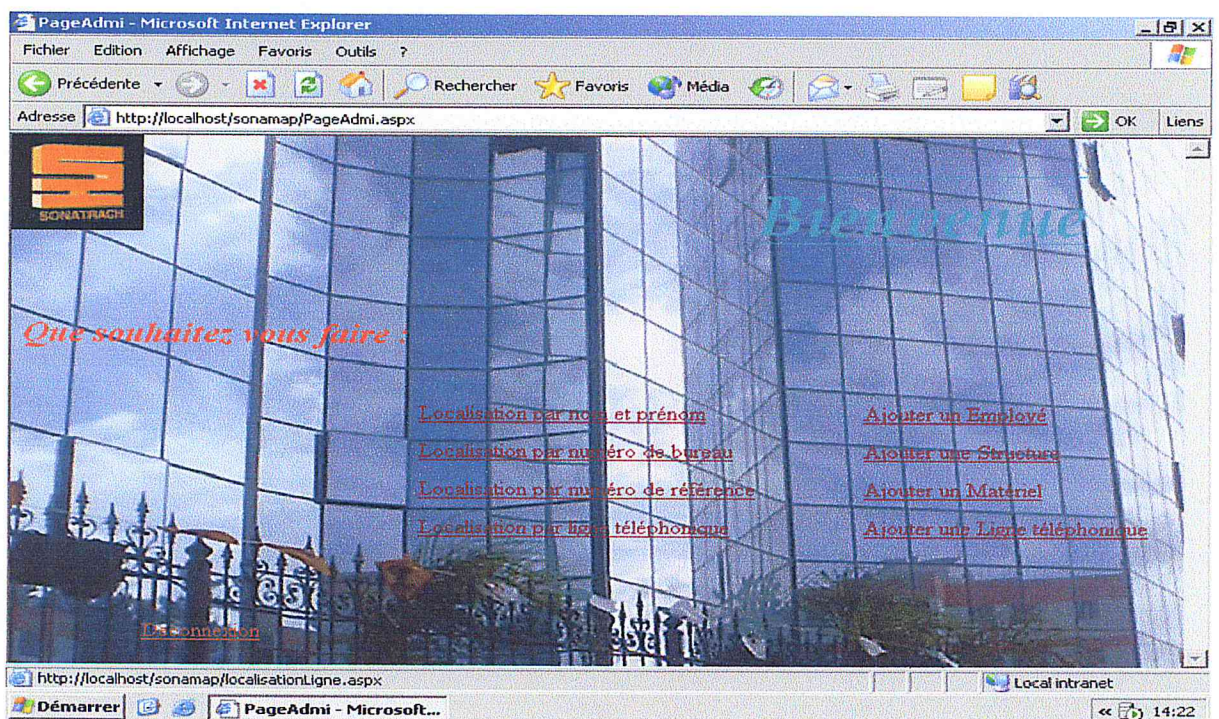 PageAdmi - Microsoft Internet Explorer
Fichier Edition Affichage Favoris Outils ?
Précédente Rechercher Favoris Média
Adresse http://localhost/sonamap/PageAdmi.aspx OK Liens
SONATRACH
Bienvenue
Que souhaitez vous faire :
Localisation par nom et prénom Ajouter un Employé
Localisation par numéro de bureau Ajouter une Structure
Localisation par numéro de référence Ajouter un Matériel
Localisation par ligne téléphonique Ajouter une Ligne téléphonique
Déconnexion
http://localhost/sonamap/localisationLigne.aspx Local intranet
Démarrer PageAdmi - Microsoft... « 14:22